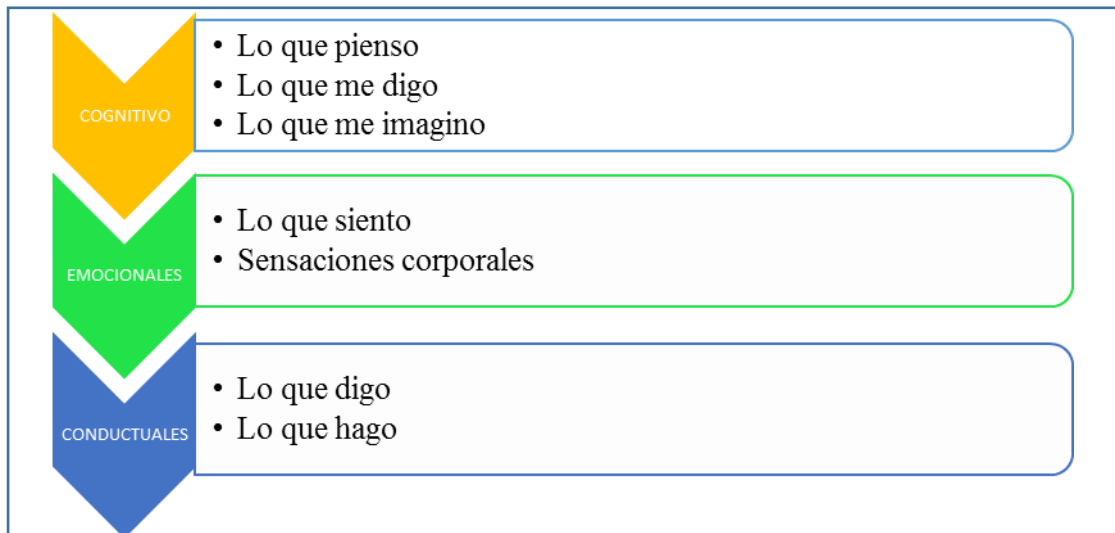 COGNITIVO
• Lo que pienso
• Lo que me digo
• Lo que me imagino
EMOCIONALES
• Lo que siento
• Sensaciones corporales
CONDUCTUALES
• Lo que digo
• Lo que hago